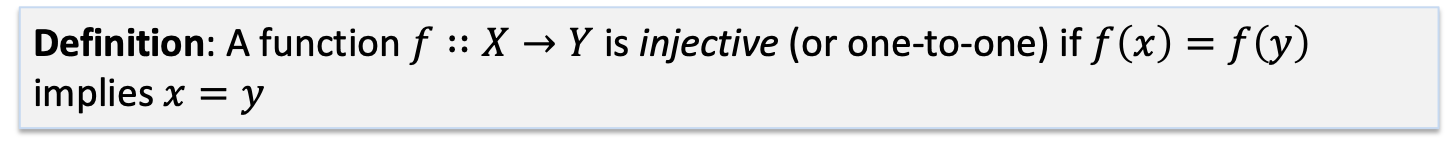 Definition: A function 𝑓 ∷ 𝑋 → 𝑌 is injective (or one-to-one) if 𝑓(𝑥) = 𝑓(𝑦)
implies 𝑥 = 𝑦